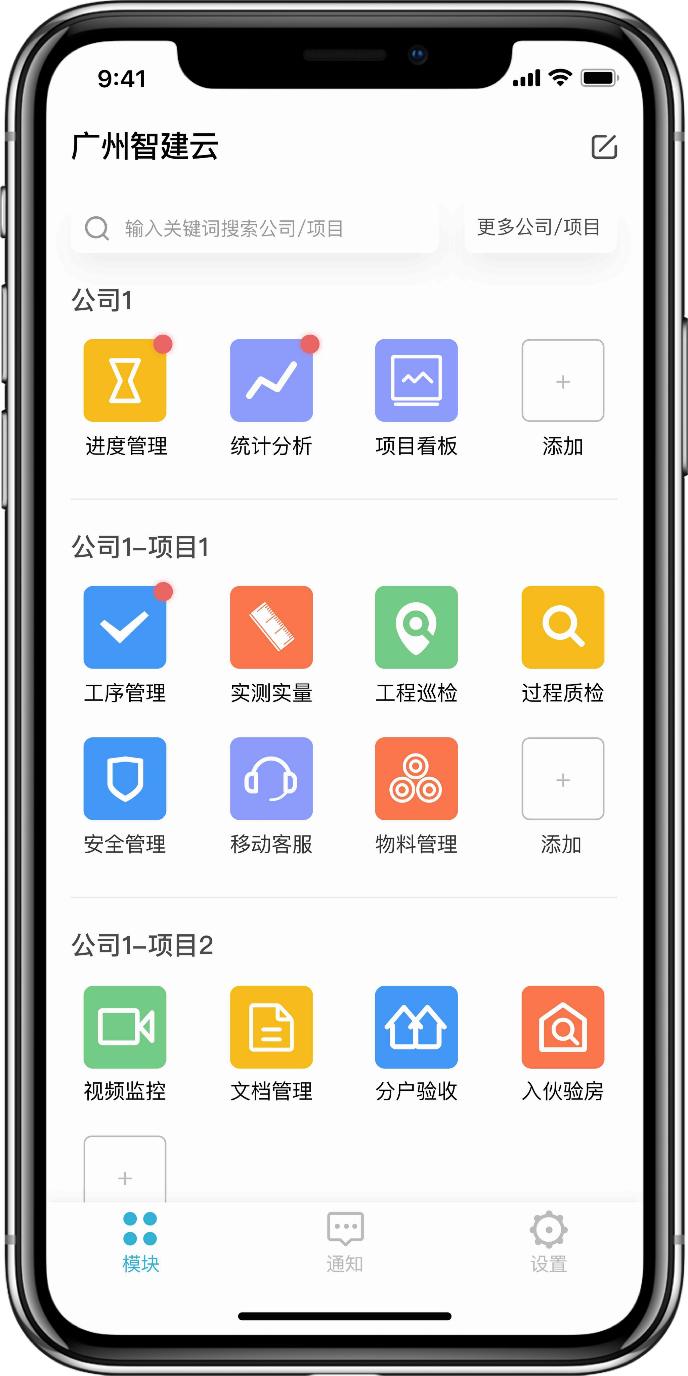 9:41
广州智建云
输入关键词搜索公司/项目
更多公司/项目
公司1
进度管理
统计分析
项目看板
添加
公司1-项目1
工序管理
实测实量
工程巡检
过程质检
安全管理
移动客服
物料管理
添加
公司1-项目2
视频监控
文档管理
分户验收
入伙验房
模块
通知
设置